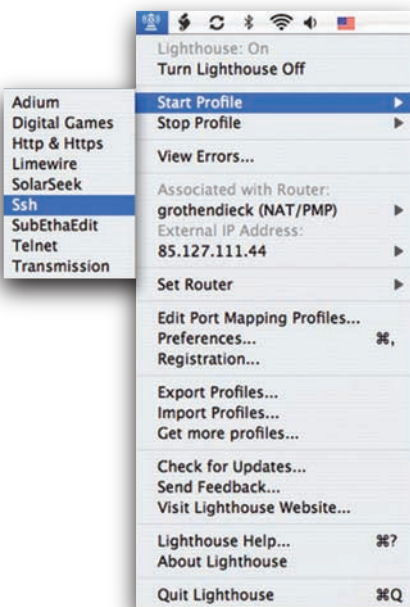 Lighthouse: On
Turn Lighthouse Off
Start Profile
Stop Profile
View Errors...
Associated with Router:
grothendieck (NAT/PMP)
External IP Address:
85.127.111.44
Set Router
Edit Port Mapping Profiles...
Preferences... ⌘,
Registration...
Export Profiles...
Import Profiles...
Get more profiles...
Check for Updates...
Send Feedback...
Visit Lighthouse Website...
Lighthouse Help... ⌘?
About Lighthouse
Quit Lighthouse ⌘Q
Adium
Digital Games
Http & Https
Limewire
SolarSeek
Ssh
SubEthaEdit
Telnet
Transmission